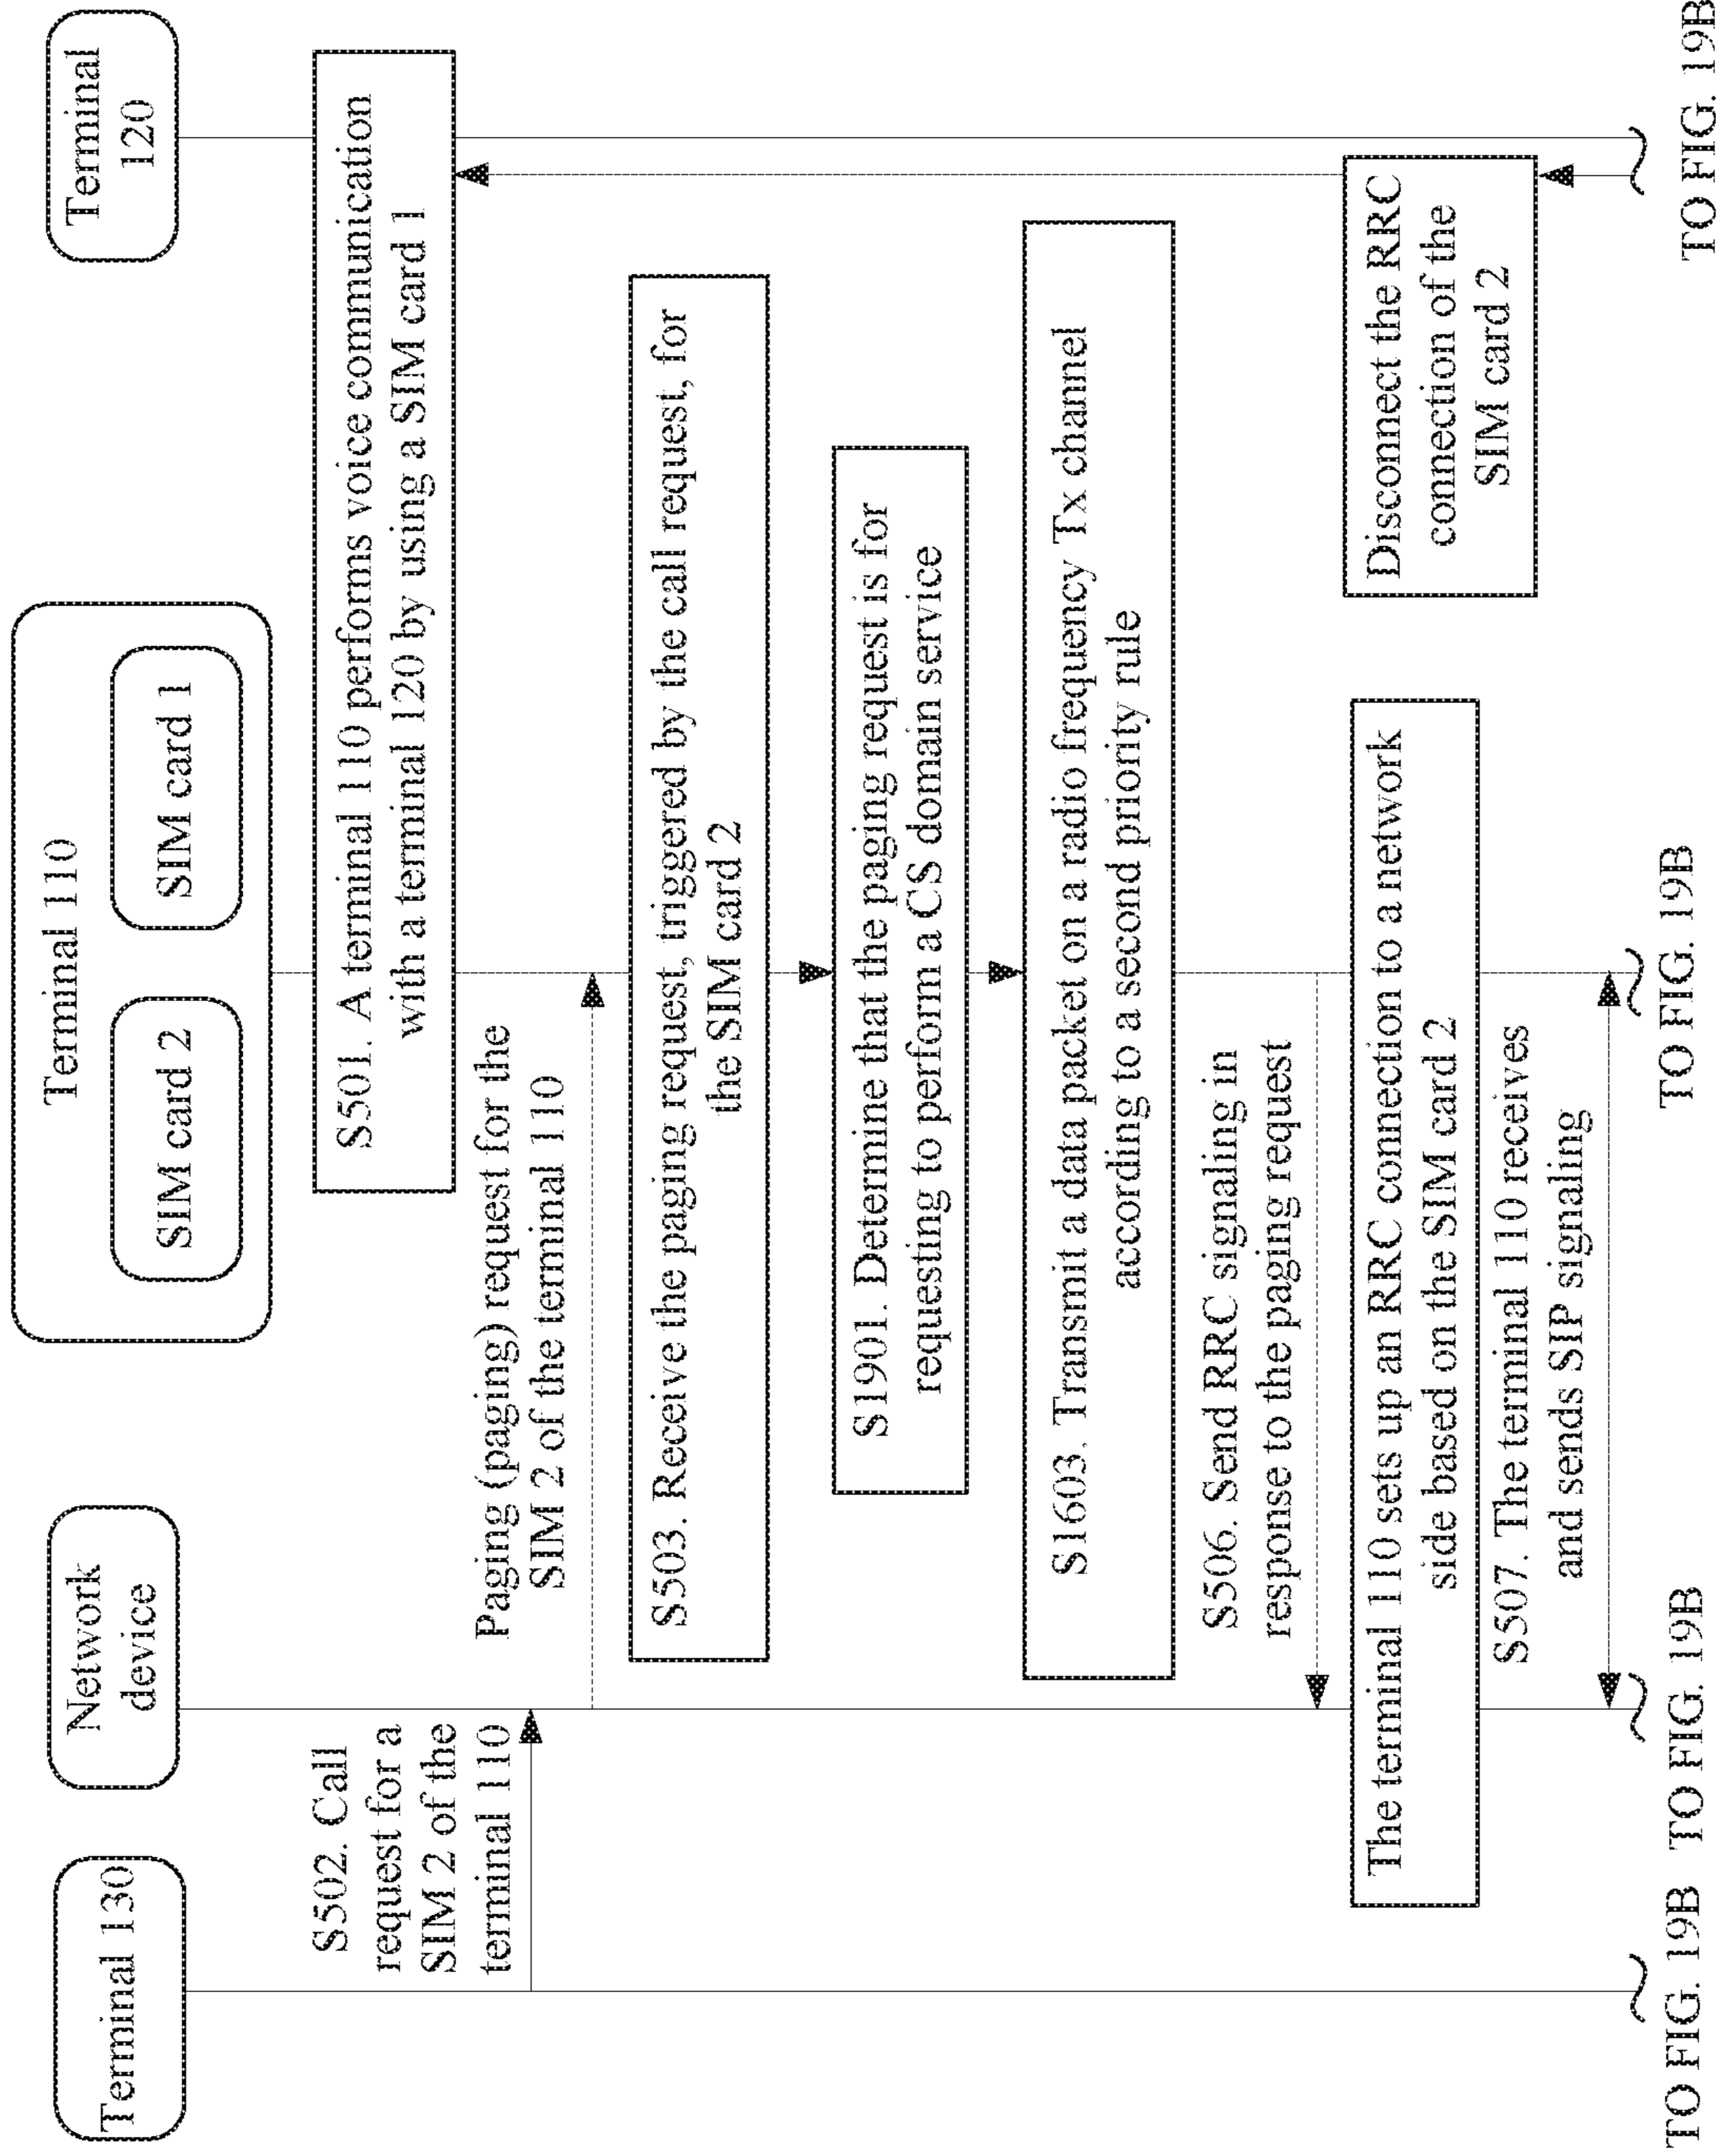 Terminal 130
Network
device
Terminal 110
SIM card 2
SIM card 1
Terminal
120
S501. A terminal 110 performs voice communication
with a terminal 120 by using a SIM card 1
S502. Call
request for a
SIM 2 of the
terminal 110
Paging (paging) request for the
SIM 2 of the terminal 110
S503. Receive the paging request, triggered by the call request, for
the SIM card 2
S1901. Determine that the paging request is for
requesting to perform a CS domain service
S1603. Transmit a data packet on a radio frequency Tx channel
according to a second priority rule
S506. Send RRC signaling in
response to the paging request
The terminal 110 sets up an RRC connection to a network
side based on the SIM card 2
Disconnect the RRC
connection of the
SIM card 2
S507. The terminal 110 receives
and sends SIP signaling
TO FIG. 19B
TO FIG. 19B
TO FIG. 19B
TO FIG. 19B